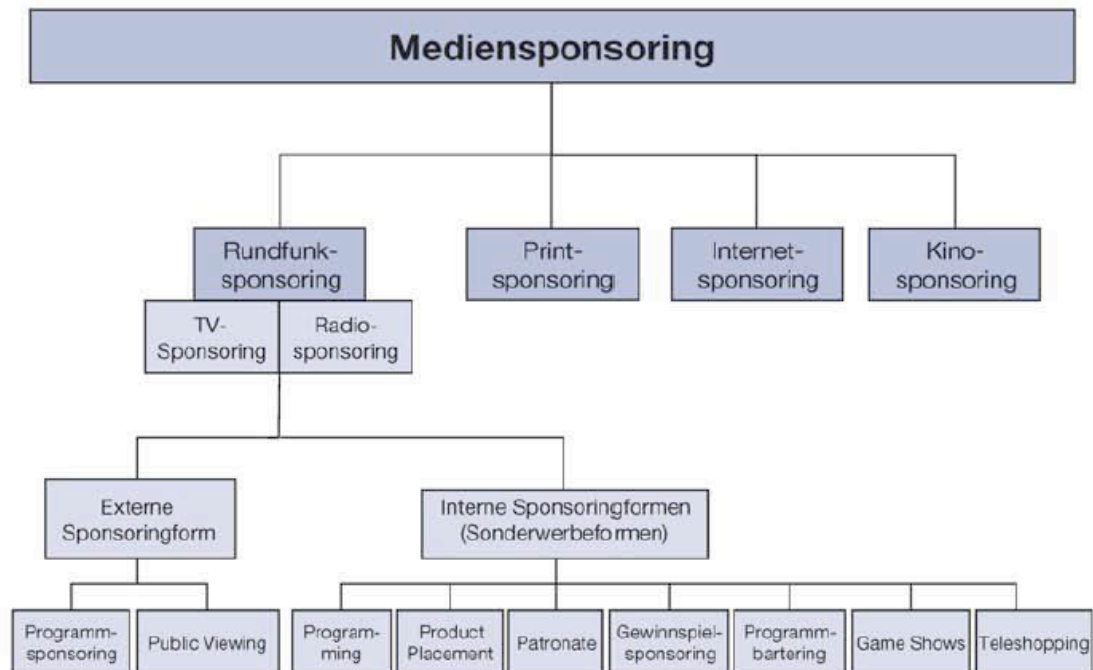 Mediensponsoring
Rundfunk-
sponsoring
Print-
sponsoring
Internet-
sponsoring
Kino-
sponsoring
TV-
Sponsoring
Radio-
sponsoring
Externe
Sponsoringform
Interne Sponsoringformen
(Sonderwerbeformen)
Programm-
sponsoring
Public Viewing
Program-
ming
Product
Placement
Patronate
Gewinnspiel-
sponsoring
Programm-
bartering
Game Shows
Teleshopping